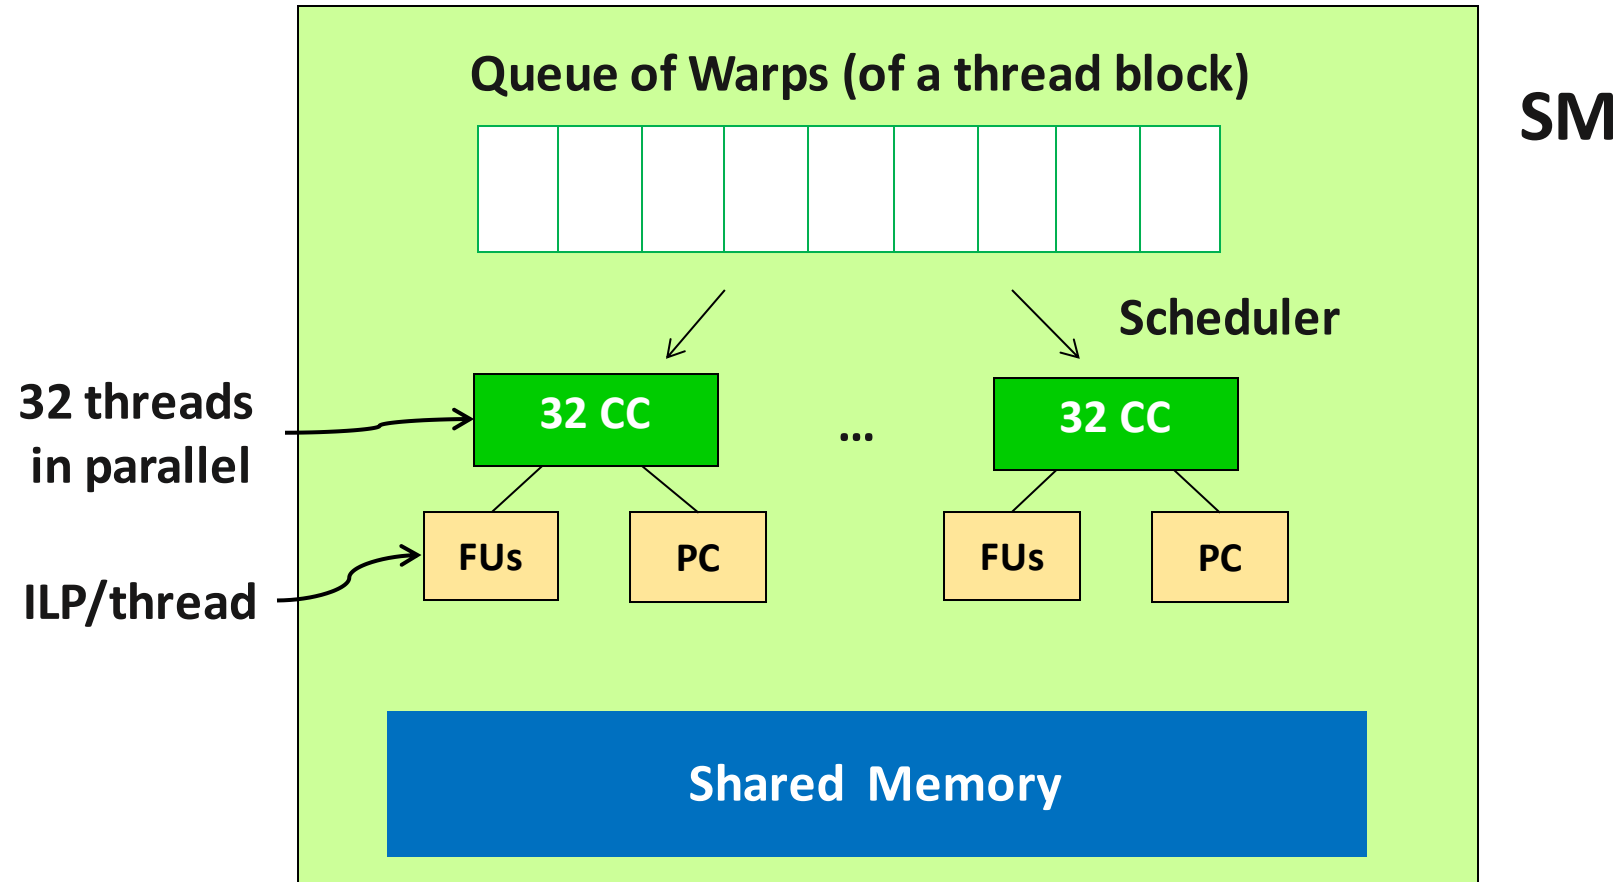 Queue of Warps (of a thread block)
SM
Scheduler
32 threads
in parallel
32 CC
...
32 CC
FUs
PC
FUs
PC
ILP/thread
Shared Memory